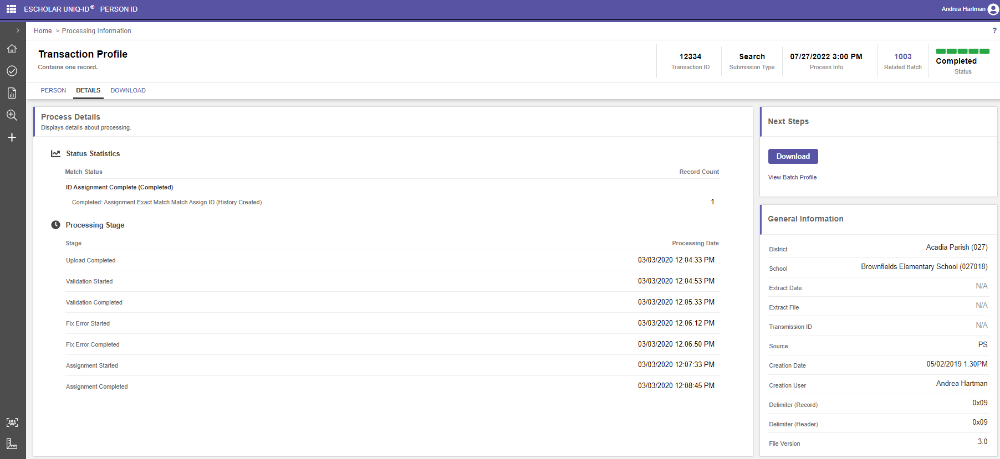 ESCHOLAR UNIQ-ID® PERSON ID
Andrea Hartman
Home > Processing Information
?
Transaction Profile
Contains one record.
12334
Transaction ID
Search
Submission Type
07/27/2022 3:00 PM
Process Info
1003
Related Batch
Completed
Status
PERSON DETAILS DOWNLOAD
Process Details
Displays details about processing.
Status Statistics
Match Status Record Count
ID Assignment Complete (Completed)
Completed: Assignment Exact Match Match Assign ID (History Created) 1
Processing Stage
Stage Processing Date
Upload Completed 03/03/2020 12:04:33 PM
Validation Started 03/03/2020 12:04:53 PM
Validation Completed 03/03/2020 12:05:33 PM
Fix Error Started 03/03/2020 12:06:12 PM
Fix Error Completed 03/03/2020 12:06:50 PM
Assignment Started 03/03/2020 12:07:33 PM
Assignment Completed 03/03/2020 12:08:45 PM
Next Steps
Download
View Batch Profile
General Information
District Acadia Parish (027)
School Brownfields Elementary School (027018)
Extract Date N/A
Extract File N/A
Transmission ID N/A
Source PS
Creation Date 05/02/2019 1:30PM
Creation User Andrea Hartman
Delimiter (Record) 0x09
Delimiter (Header) 0x09
File Version 3.0